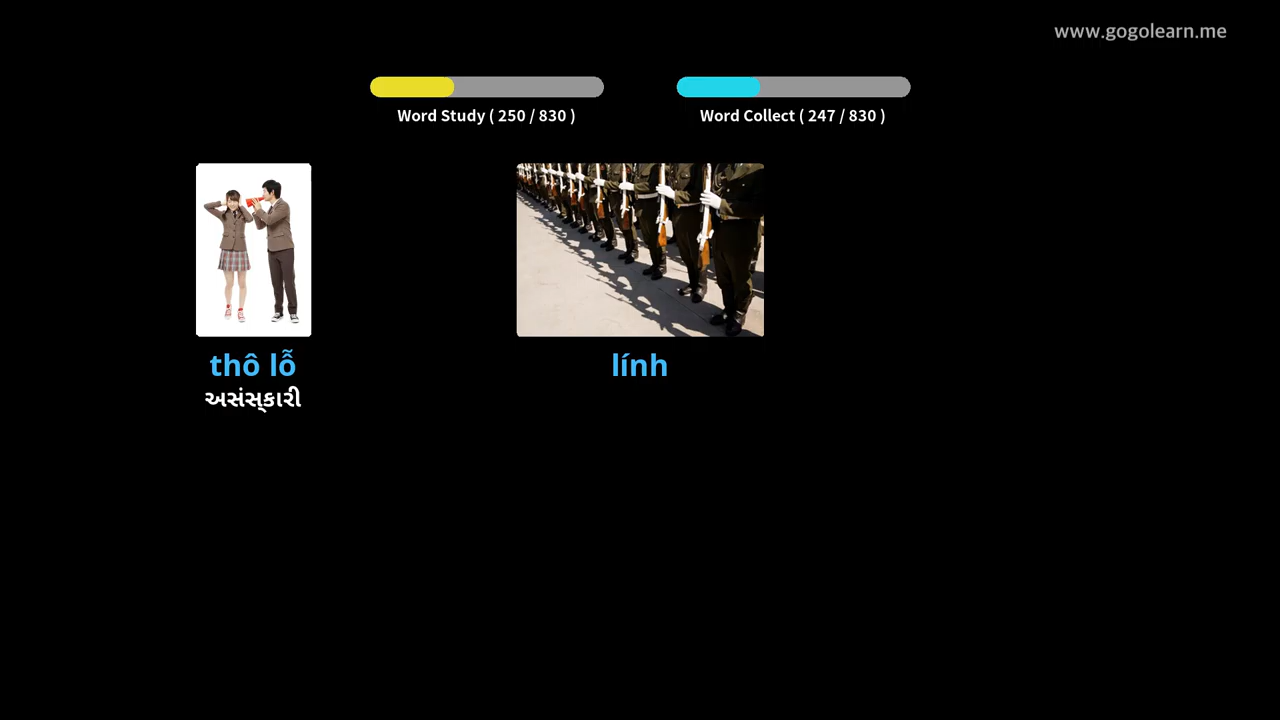 www.gogolearn.me
Word Study ( 250 / 830 )
Word Collect ( 247 / 830 )
thô lỗ
અસંસ્કારી
lính